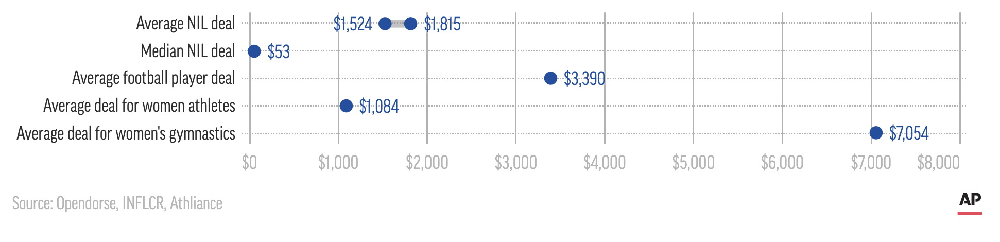 Average NIL deal $1,524 $1,815
Median NIL deal $53
Average football player deal $3,390
Average deal for women athletes $1,084
Average deal for women's gymnastics $7,054
$0 $1,000 $2,000 $3,000 $4,000 $5,000 $6,000 $7,000 $8,000
Source: Opendorse, INFLCR, Athliance
AP